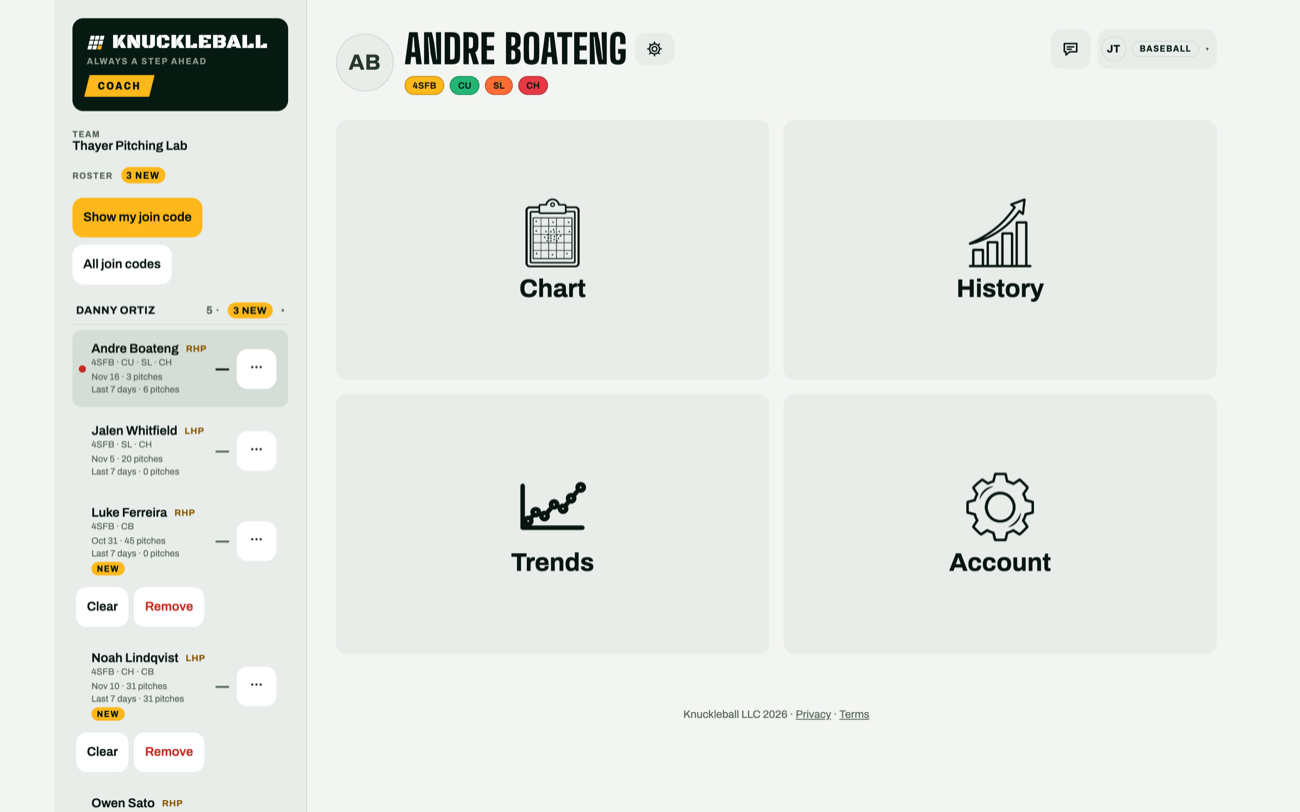 KNUCKLEBALL
ALWAYS A STEP AHEAD
COACH
TEAM
Thayer Pitching Lab
ROSTER 3 NEW
Show my join code
All join codes
DANNY ORTIZ 5 · 3 NEW
Andre Boateng RHP
4SFB · CU · SL · CH
Nov 16 · 3 pitches
Last 7 days · 6 pitches
—
...
Jalen Whitfield LHP
4SFB · SL · CH
Nov 5 · 20 pitches
Last 7 days · 0 pitches
—
...
Luke Ferreira RHP
4SFB · CB
Oct 31 · 45 pitches
Last 7 days · 0 pitches
—
...
NEW
Clear Remove
Noah Lindqvist LHP
4SFB · CH · CB
Nov 10 · 31 pitches
Last 7 days · 31 pitches
—
...
NEW
Clear Remove
Owen Sato RHP
AB
ANDRE BOATENG
4SFB CU SL CH
JT BASEBALL
Chart
History
Trends
Account
Knuckleball LLC 2026 · Privacy · Terms